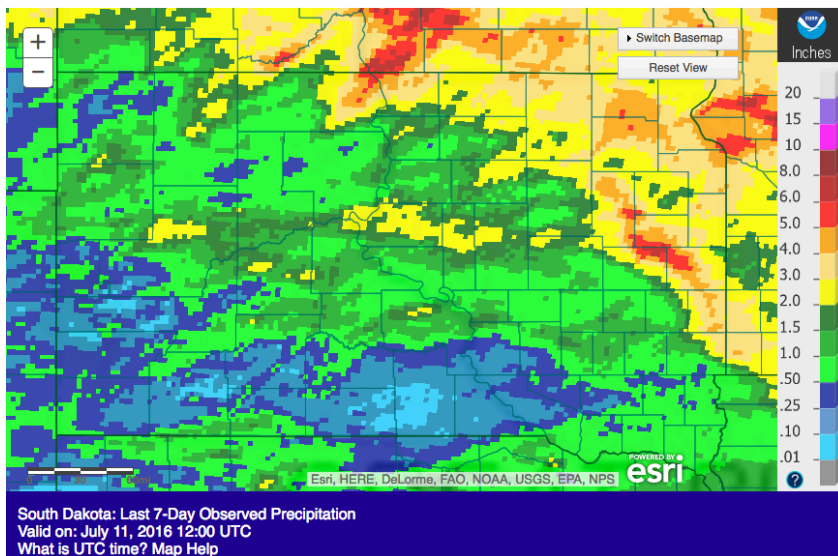 +
−
Switch Basemap
Reset View
NOAA
Inches
20
15
10
8.0
6.0
5.0
4.0
3.0
2.0
1.5
1.0
.50
.25
.10
.01
?
POWERED BY
esri
Esri, HERE, DeLorme, FAO, NOAA, USGS, EPA, NPS
South Dakota: Last 7-Day Observed Precipitation
Valid on: July 11, 2016 12:00 UTC
What is UTC time? Map Help